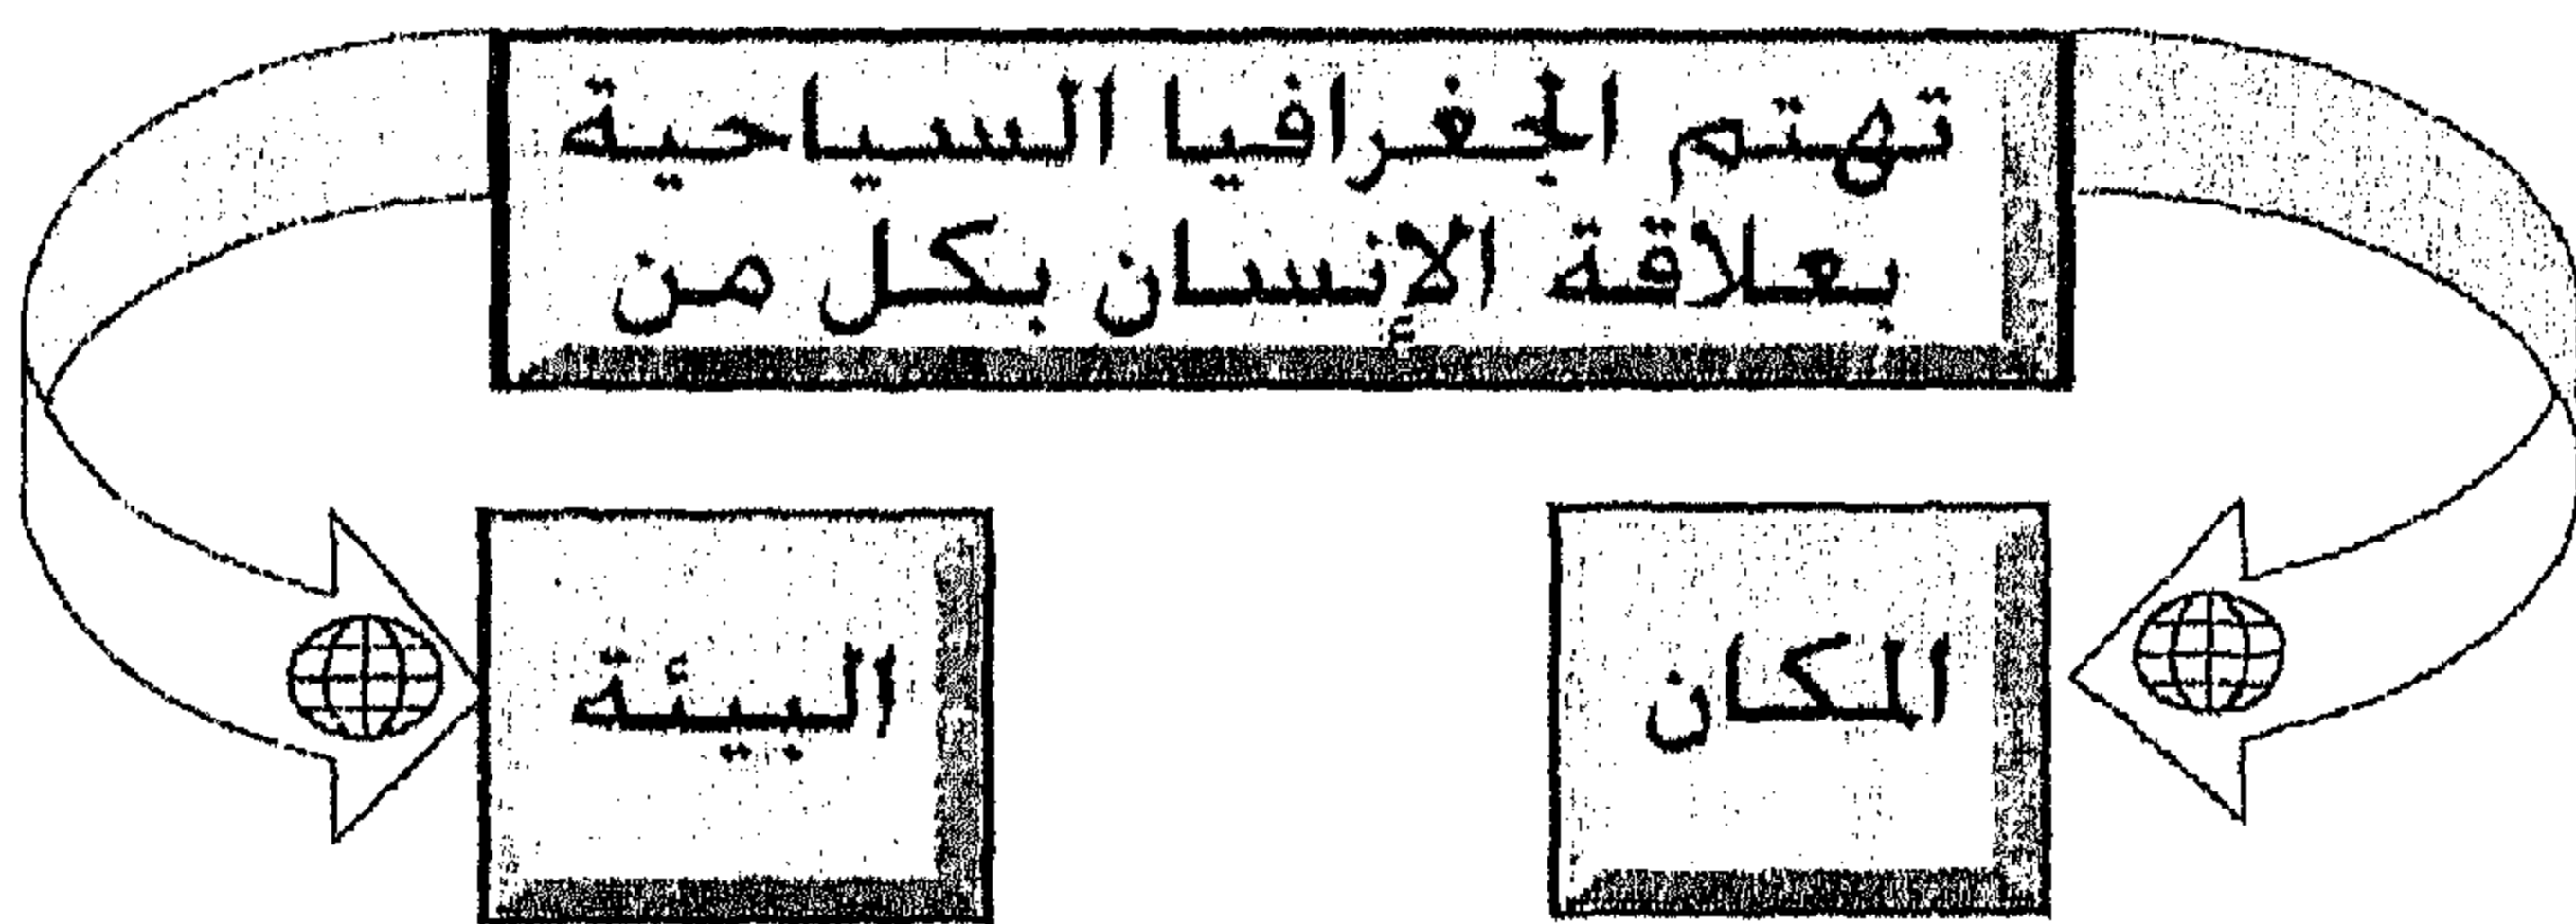 تهتم الجغرافيا السياحية
بعلاقة الإنسان بكل من
المكان
البيئة